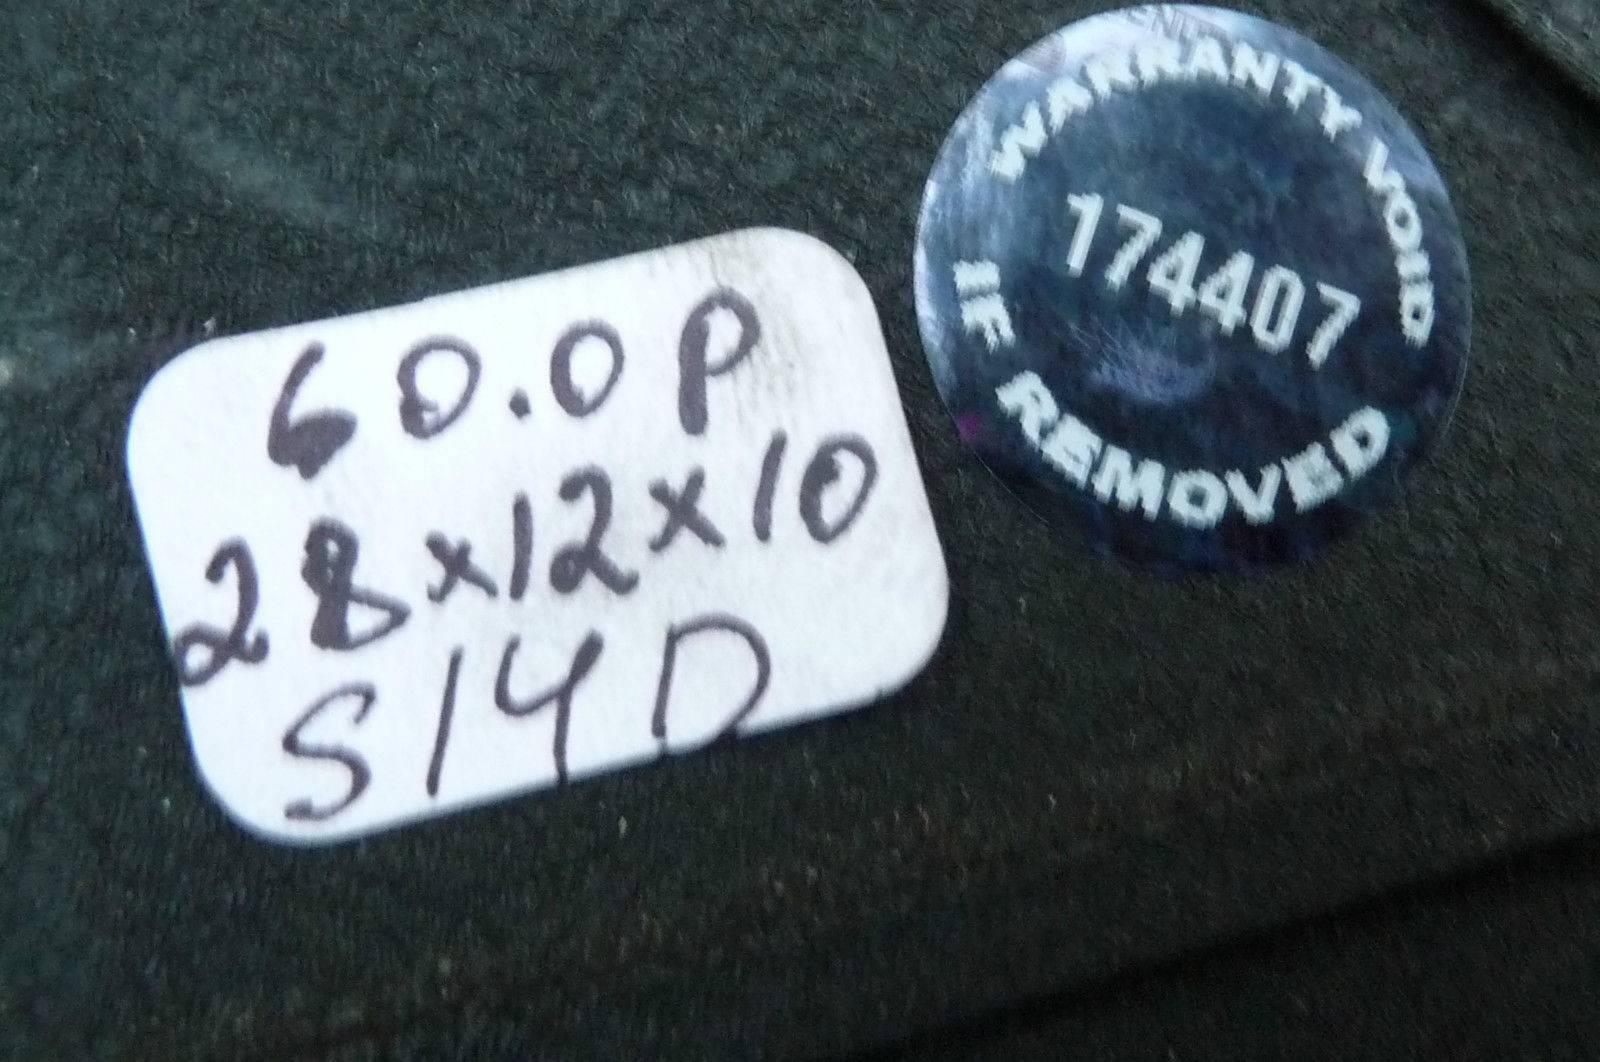 60.0P
28x12x10
S14D
WARRANTY VOID
174407
IF REMOVED